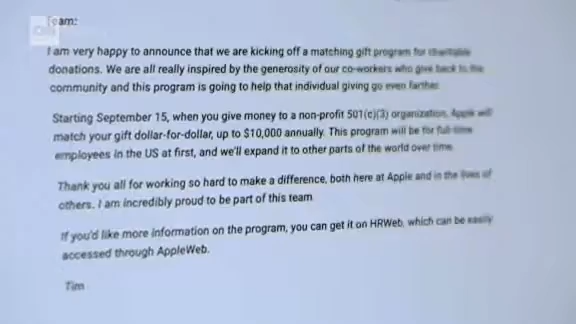 CNN
Team:
I am very happy to announce that we are kicking off a matching gift program for charitable
donations. We are all really inspired by the generosity of our co-workers who give back to the
community and this program is going to help that individual giving go even farther.
Starting September 15, when you give money to a non-profit 501(c)(3) organization, Apple will
match your gift dollar-for-dollar, up to $10,000 annually. This program will be for full-time
employees in the US at first, and we'll expand it to other parts of the world over time.
Thank you all for working so hard to make a difference, both here at Apple and in the lives of
others. I am incredibly proud to be part of this team.
If you'd like more information on the program, you can get it on HRWeb, which can be easily
accessed through AppleWeb.
Tim